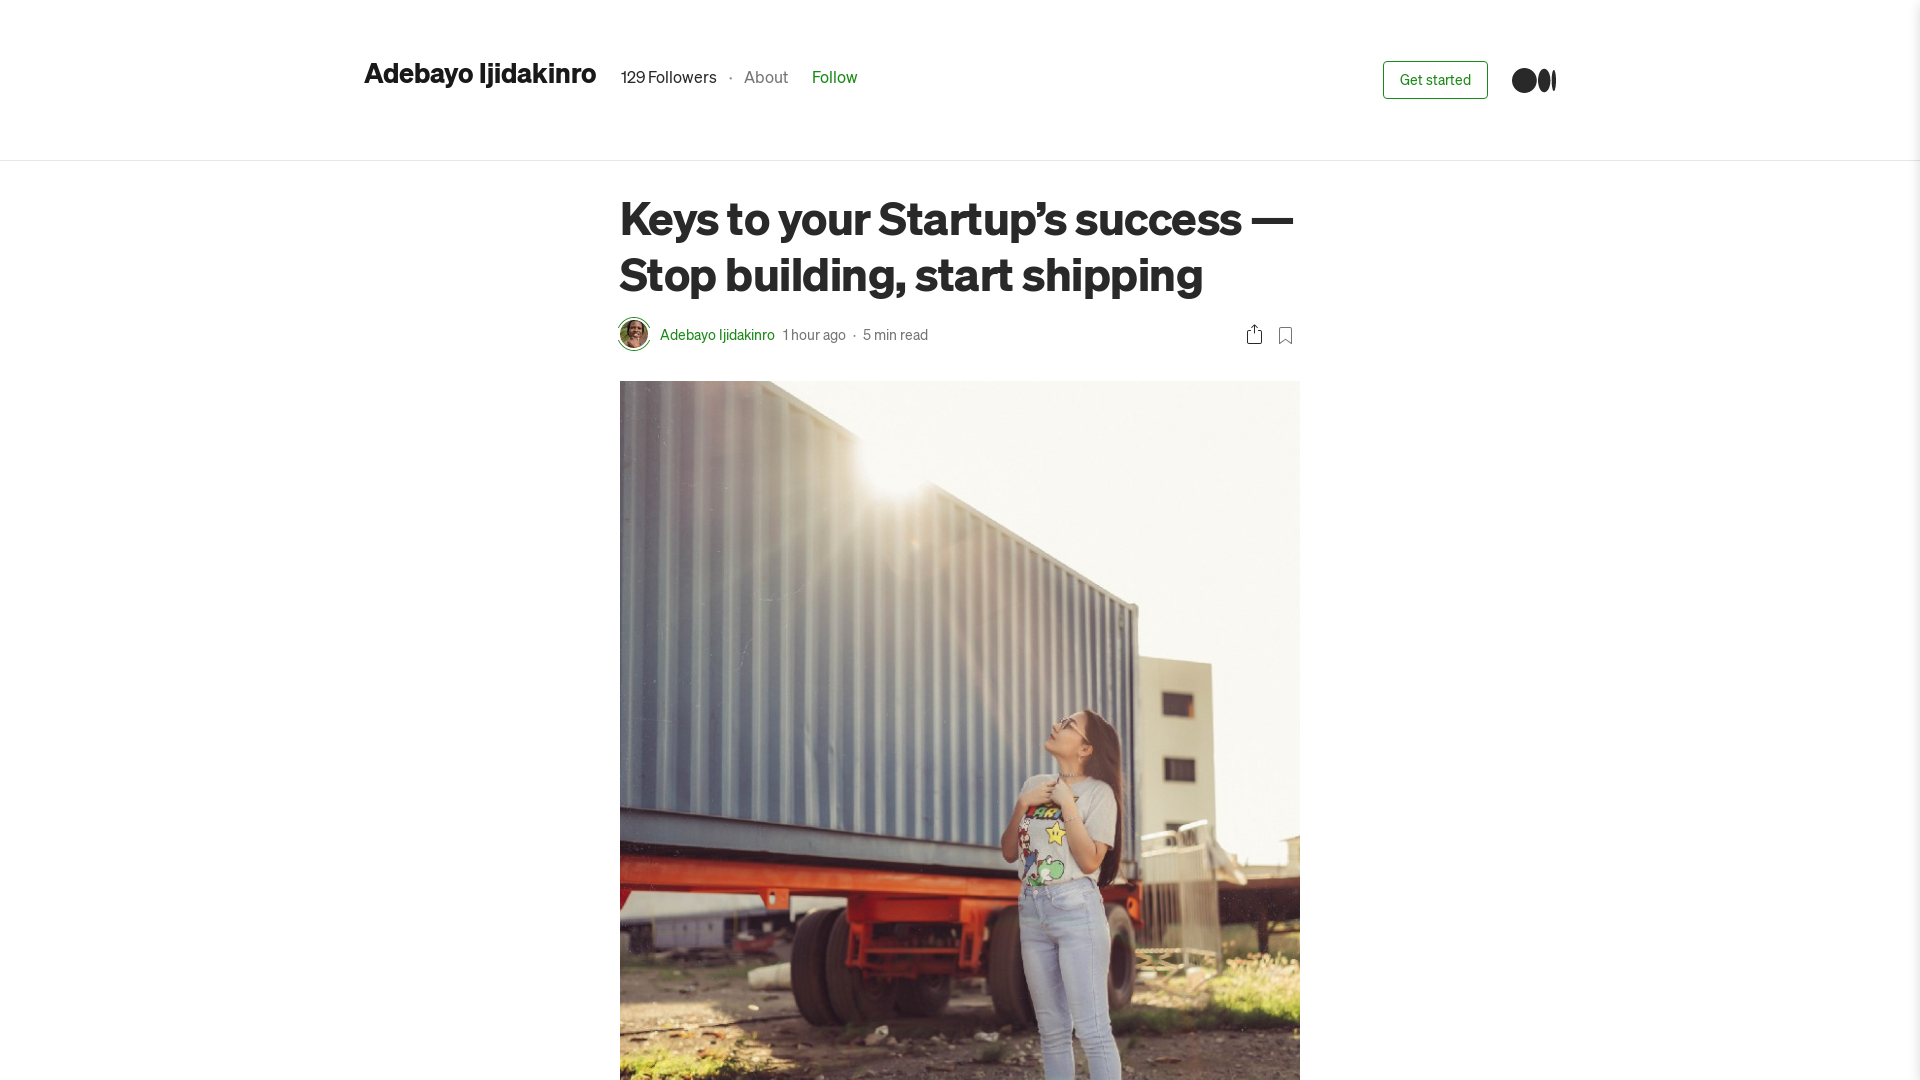 Adebayo Ijidakinro
129 Followers · About Follow
Get started
Keys to your Startup’s success —
Stop building, start shipping
Adebayo Ijidakinro 1 hour ago · 5 min read